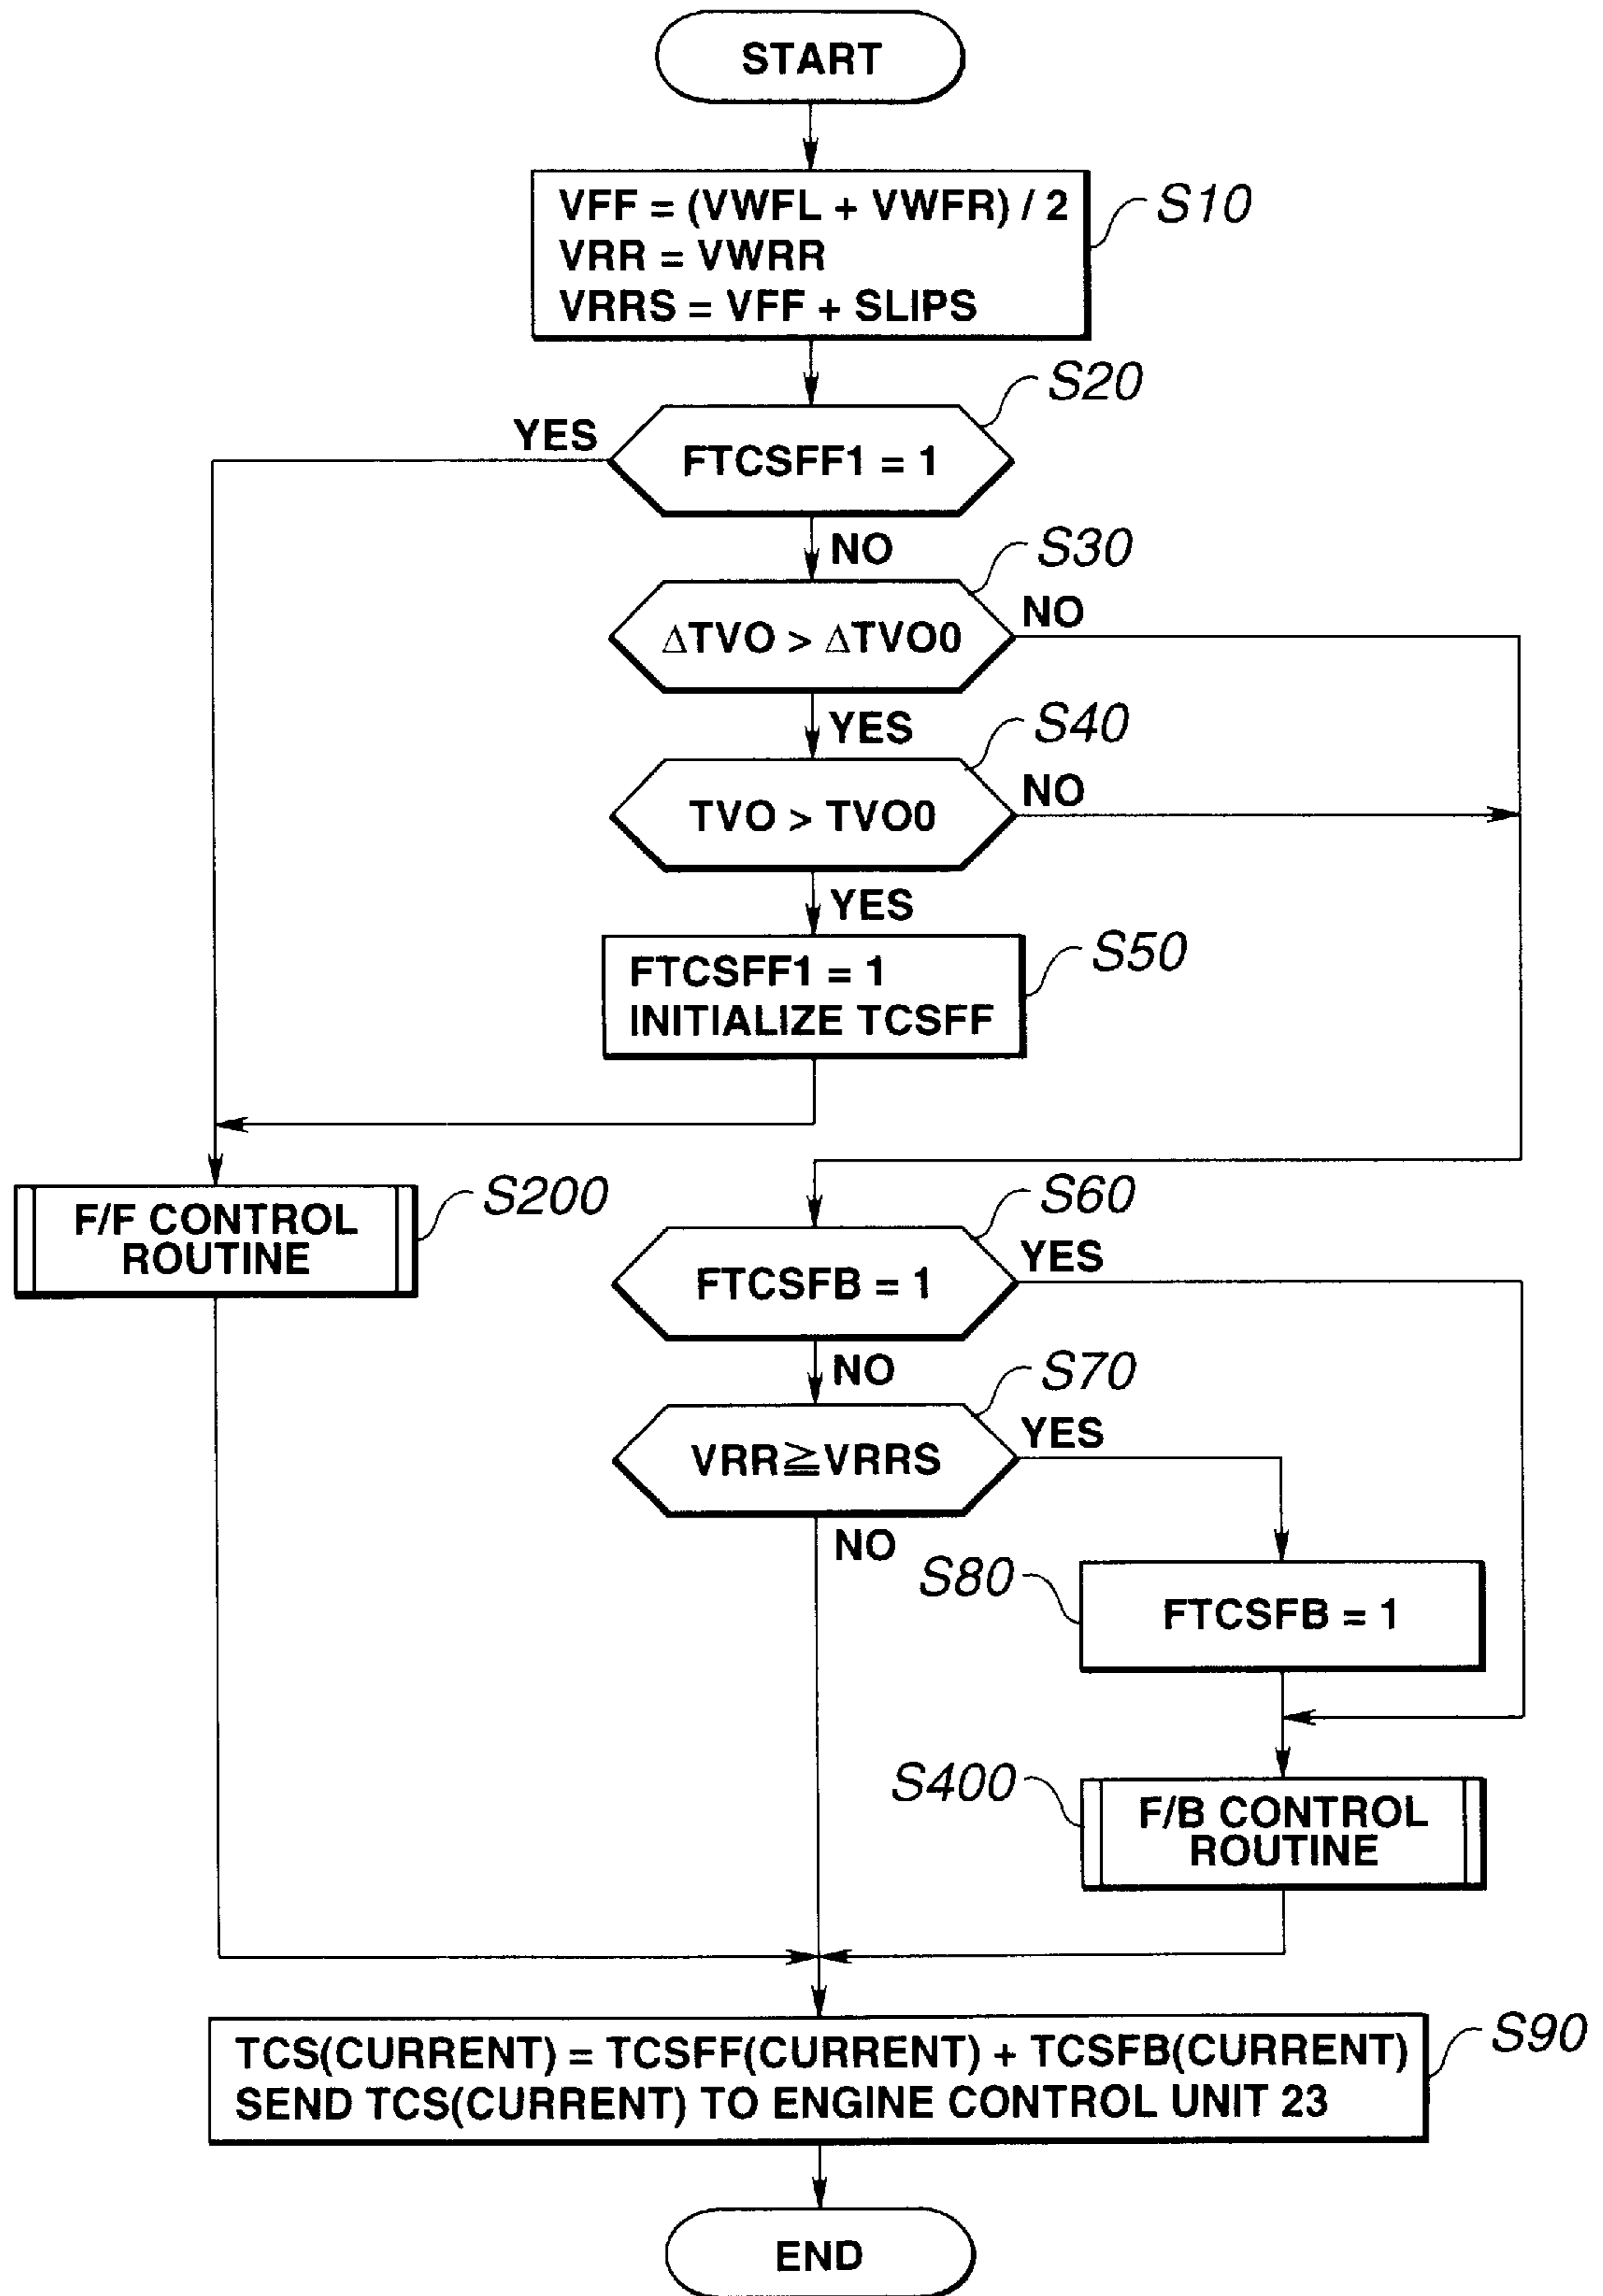 START
VFF = (VWFL + VWFR) / 2
VRR = VWRR
VRRS = VFF + SLIPS
S10
S20
YES
FTCSFF1 = 1
NO
S30
ΔTVO > ΔTVO0
NO
YES
S40
TVO > TVO0
NO
YES
S50
FTCSFF1 = 1
INITIALIZE TCSFF
S200
F/F CONTROL
ROUTINE
S60
FTCSFB = 1
YES
NO
S70
VRR≧VRRS
YES
NO
S80
FTCSFB = 1
S400
F/B CONTROL
ROUTINE
S90
TCS(CURRENT) = TCSFF(CURRENT) + TCSFB(CURRENT)
SEND TCS(CURRENT) TO ENGINE CONTROL UNIT 23
END